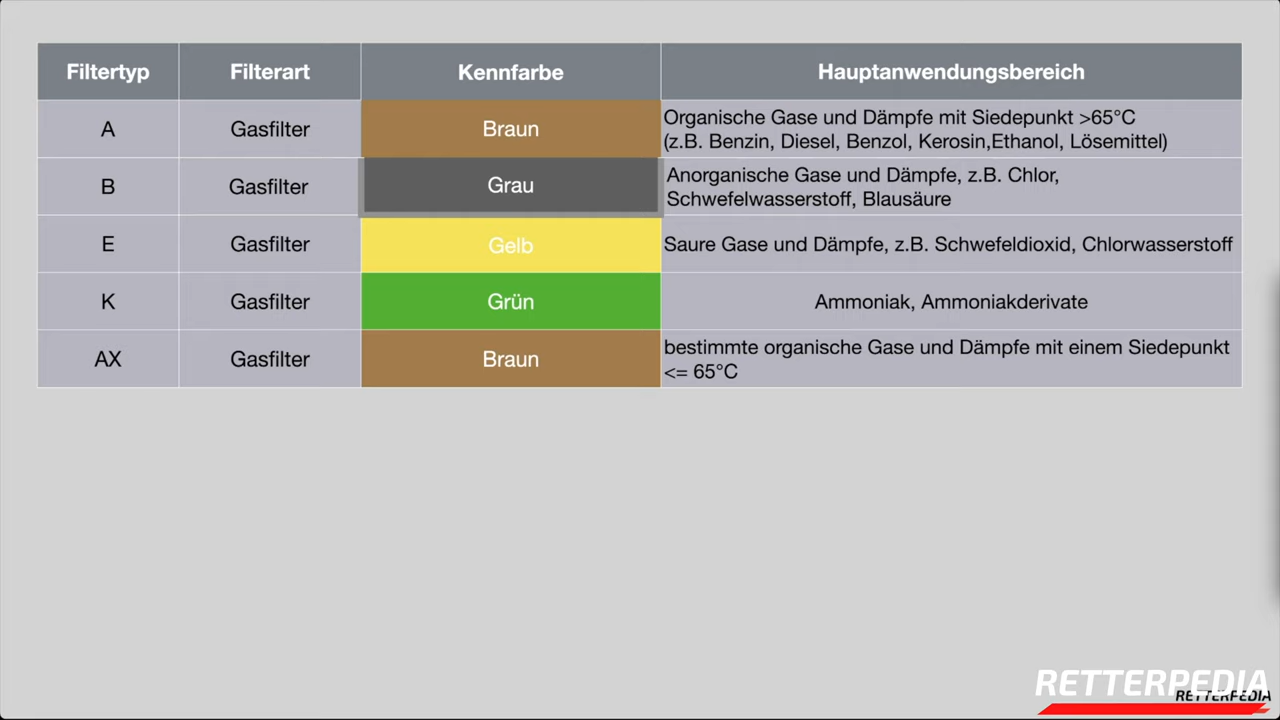 Filtertyp Filterart Kennfarbe Hauptanwendungsbereich
A Gasfilter Braun Organische Gase und Dämpfe mit Siedepunkt >65°C
(z.B. Benzin, Diesel, Benzol, Kerosin,Ethanol, Lösemittel)
B Gasfilter Grau Anorganische Gase und Dämpfe, z.B. Chlor,
Schwefelwasserstoff, Blausäure
E Gasfilter Gelb Saure Gase und Dämpfe, z.B. Schwefeldioxid, Chlorwasserstoff
K Gasfilter Grün Ammoniak, Ammoniakderivate
AX Gasfilter Braun bestimmte organische Gase und Dämpfe mit einem Siedepunkt
<= 65°C
RETTERPEDIA
RETTERPEDIA